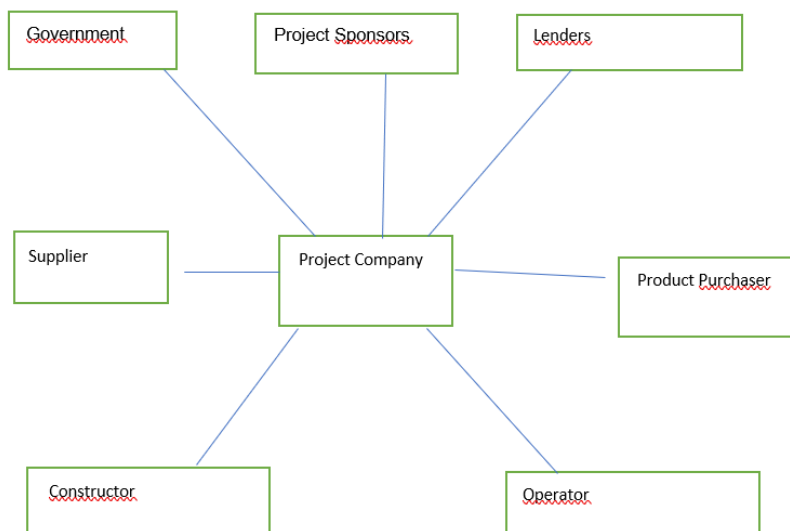 Government
Project Sponsors
Lenders
Supplier
Project Company
Product Purchaser
Constructor
Operator